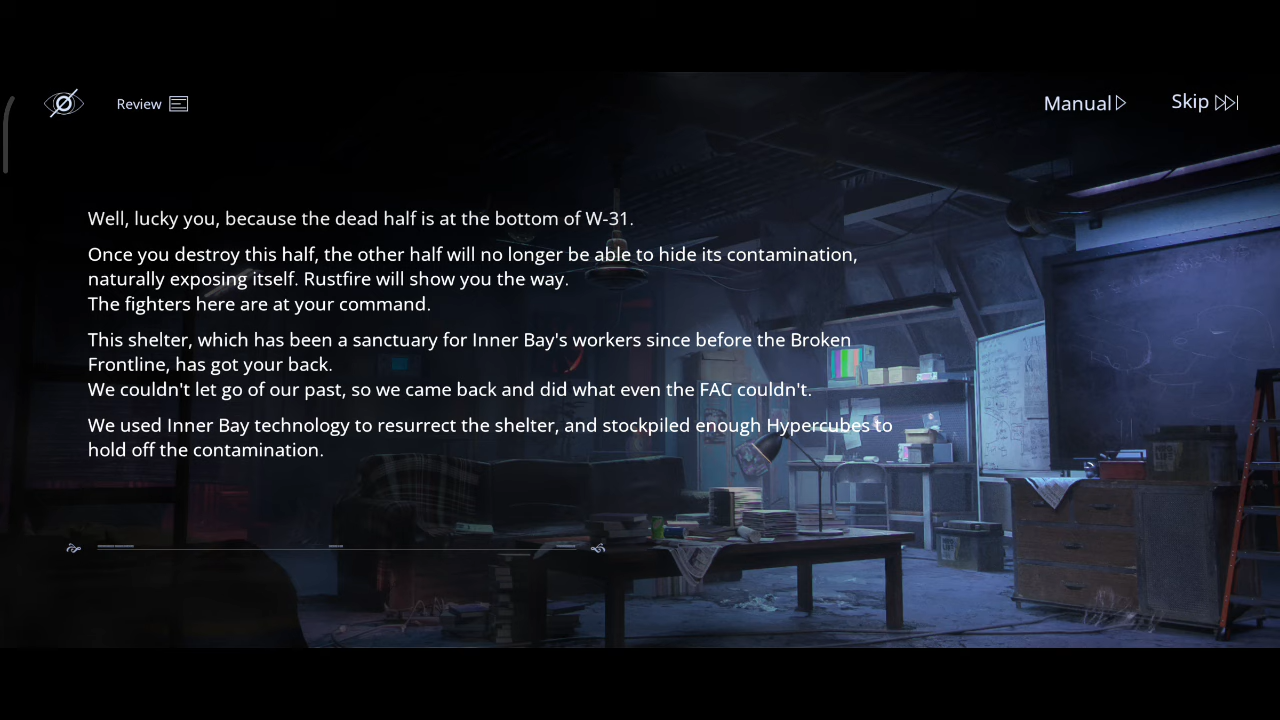 Review
Manual
Skip
Well, lucky you, because the dead half is at the bottom of W-31.
Once you destroy this half, the other half will no longer be able to hide its contamination,
naturally exposing itself. Rustfire will show you the way.
The fighters here are at your command.
This shelter, which has been a sanctuary for Inner Bay's workers since before the Broken
Frontline, has got your back.
We couldn't let go of our past, so we came back and did what even the FAC couldn't.
We used Inner Bay technology to resurrect the shelter, and stockpiled enough Hypercubes to
hold off the contamination.